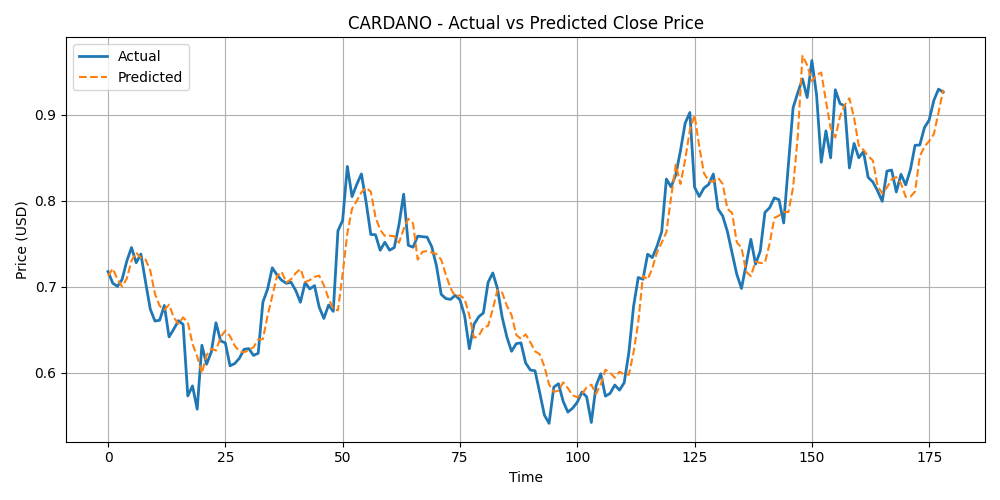 CARDANO - Actual vs Predicted Close Price
Actual
Predicted
Price (USD)
0.9
0.8
0.7
0.6
0 25 50 75 100 125 150 175
Time